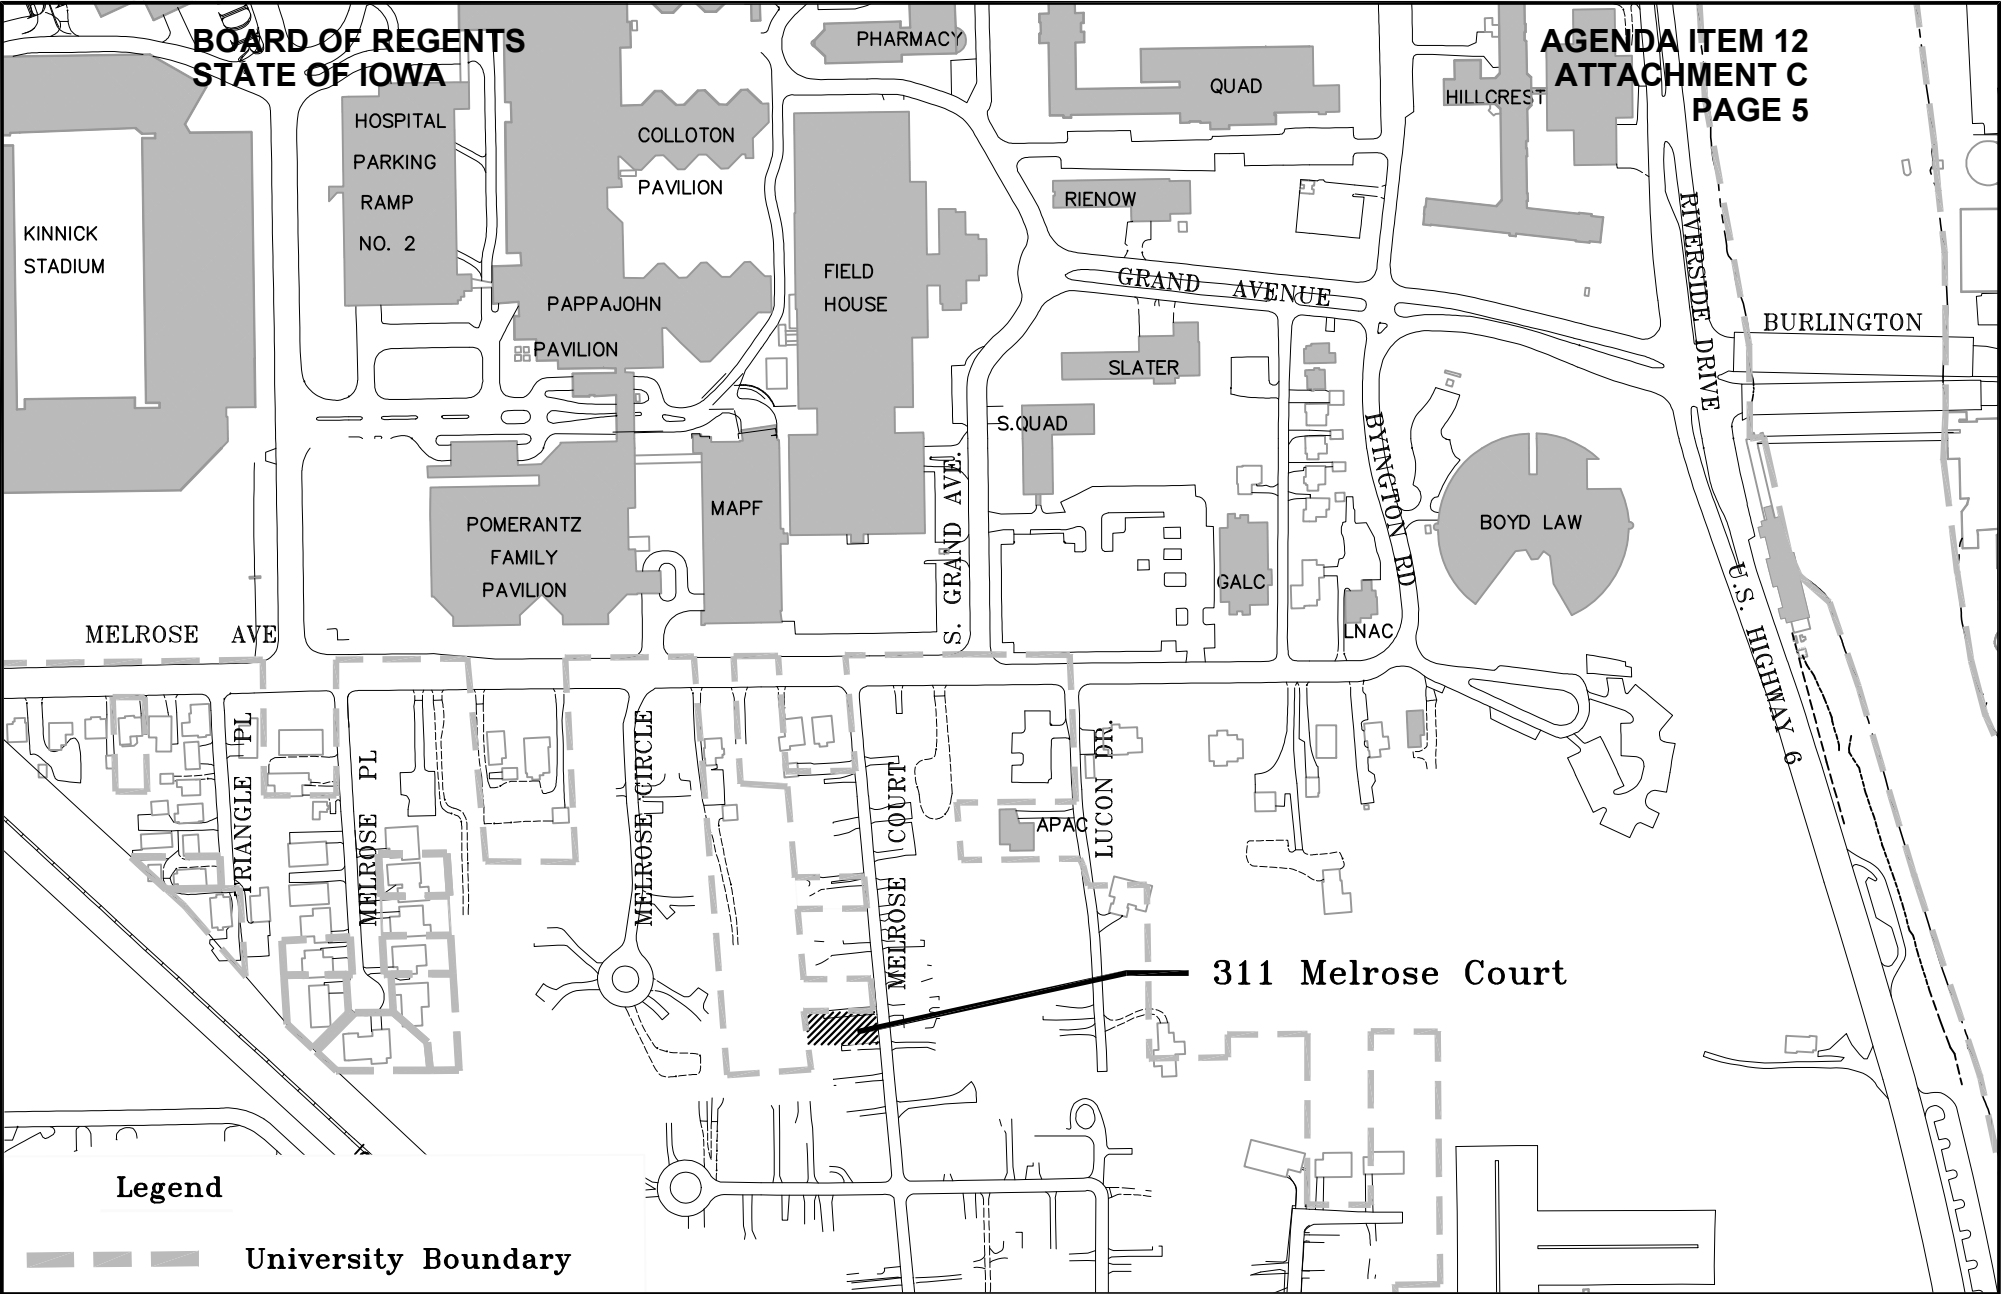 BOARD OF REGENTS
STATE OF IOWA
AGENDA ITEM 12
ATTACHMENT C
PAGE 5
PHARMACY
QUAD
HILLCREST
HOSPITAL
PARKING
RAMP
NO. 2
COLLOTON
PAVILION
KINNICK
STADIUM
RIENOW
FIELD
HOUSE
PAPPAJOHN
PAVILION
GRAND AVENUE
RIVERSIDE DRIVE
BURLINGTON
SLATER
S.QUAD
BYINGTON RD
MAPF
POMERANTZ
FAMILY
PAVILION
S. GRAND AVE.
BOYD LAW
GALC
LNAC
U.S. HIGHWAY 6
MELROSE AVE
TRIANGLE PL
MELROSE PL
MELROSE CIRCLE
MELROSE COURT
APAC
LUCON DR.
311 Melrose Court
Legend
University Boundary